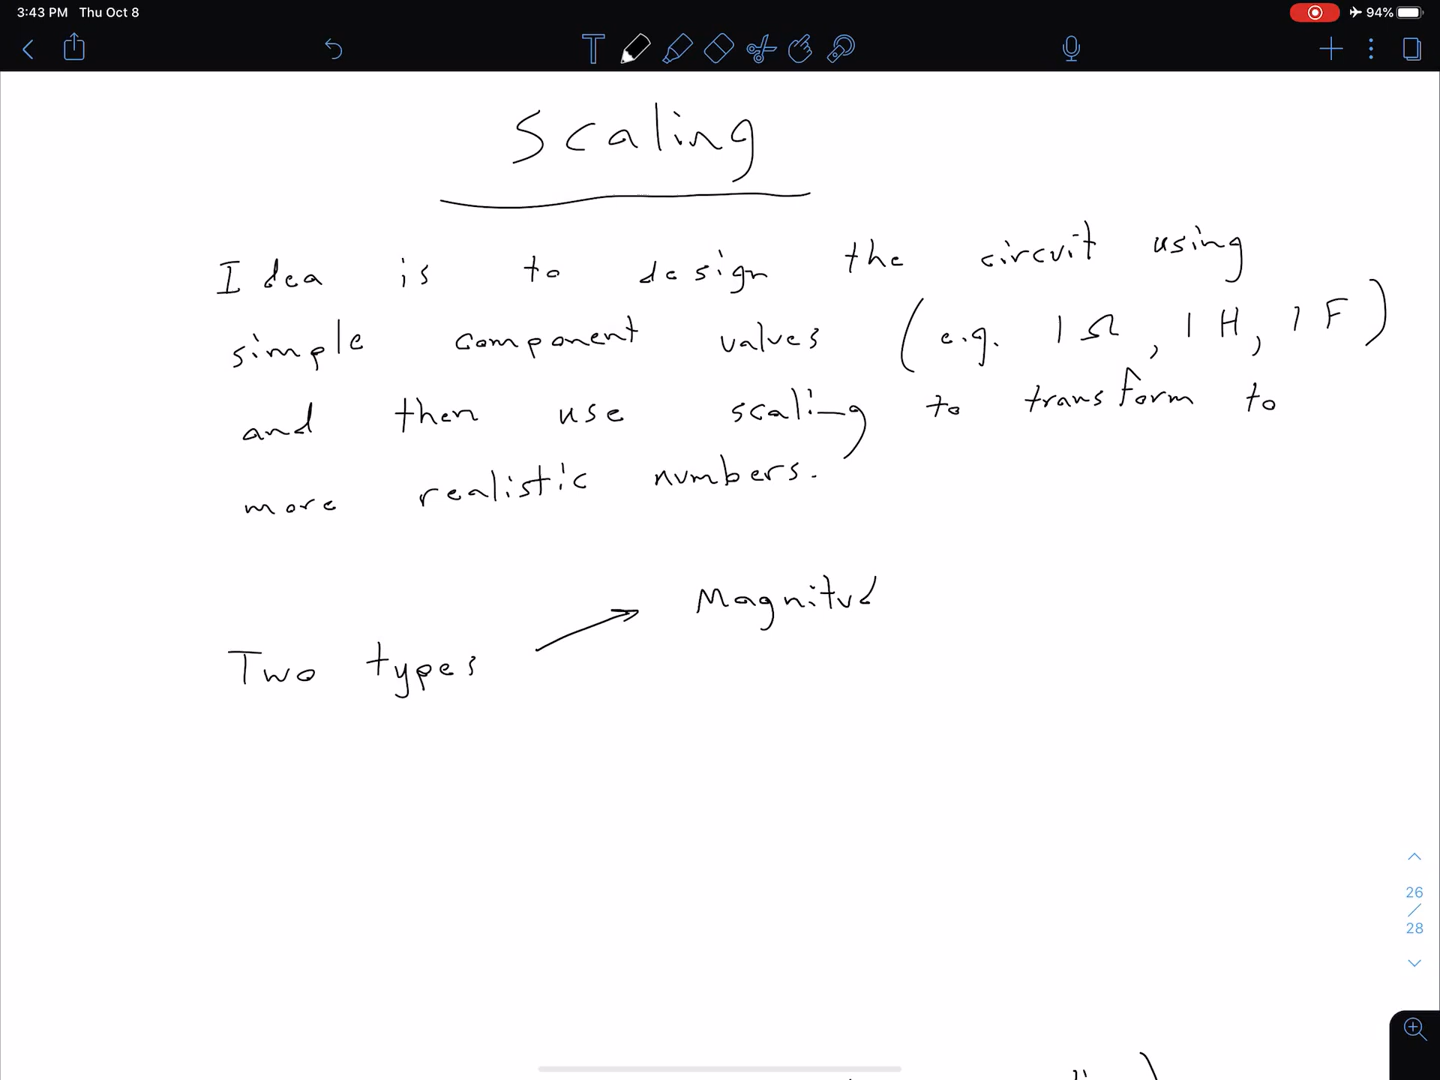 3:43 PM Thu Oct 8
94%
Scaling
Idea is to design the circuit using
simple component values (e.g. 1 Ω, 1 H, 1 F)
and then use scaling to transform to
more realistic numbers.
Magnitud
Two types
26
/
28